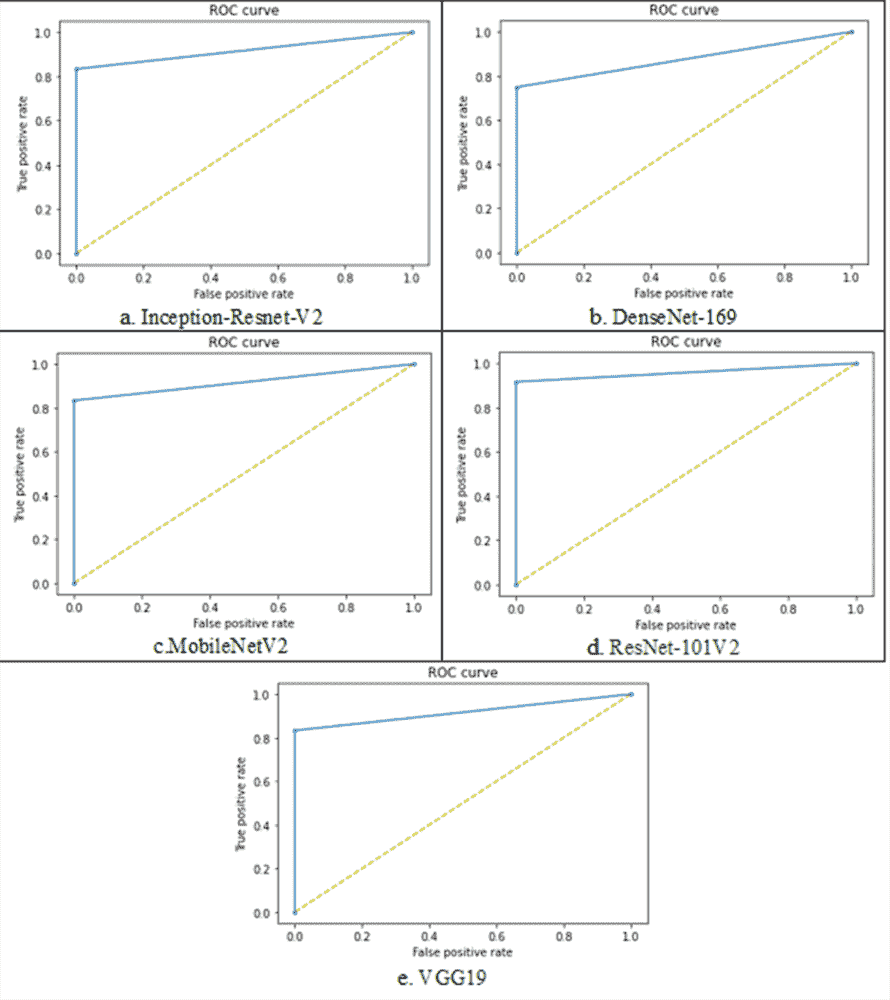 ROC curve
1.0
0.8
0.6
0.4
0.2
0.0
True positive rate
0.0 0.2 0.4 0.6 0.8 1.0
False positive rate
a. Inception-Resnet-V2
ROC curve
1.0
0.8
0.6
0.4
0.2
0.0
True positive rate
0.0 0.2 0.4 0.6 0.8 1.0
False positive rate
b. DenseNet-169
ROC curve
1.0
0.8
0.6
0.4
0.2
0.0
True positive rate
0.0 0.2 0.4 0.6 0.8 1.0
False positive rate
c.MobileNetV2
ROC curve
1.0
0.8
0.6
0.4
0.2
0.0
True positive rate
0.0 0.2 0.4 0.6 0.8 1.0
False positive rate
d. ResNet-101V2
ROC curve
1.0
0.8
0.6
0.4
0.2
0.0
True positive rate
0.0 0.2 0.4 0.6 0.8 1.0
False positive rate
e. VGG19